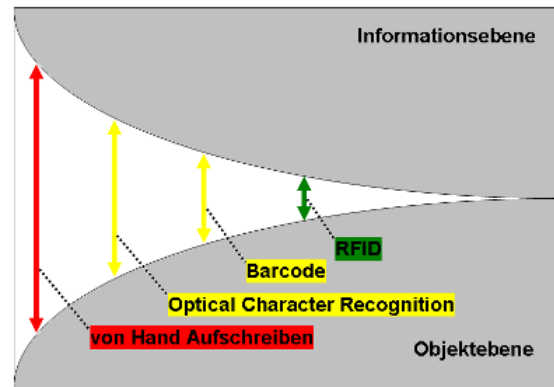 Informationsebene
RFID
Barcode
Optical Character Recognition
von Hand Aufschreiben
Objektebene